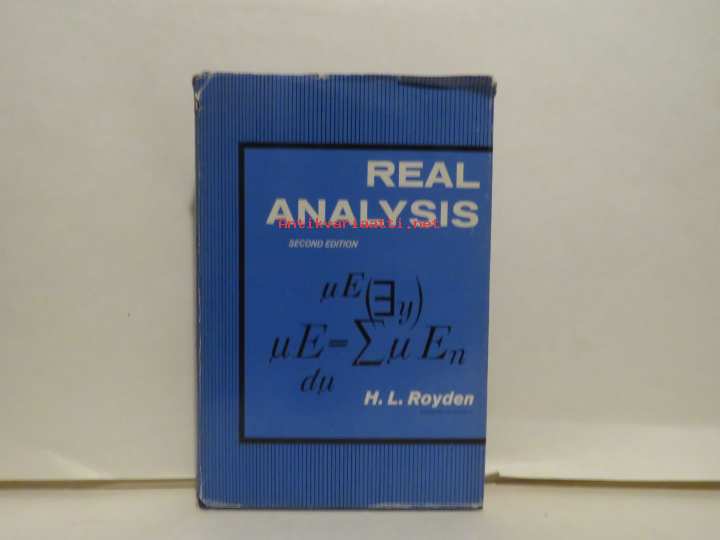 REAL
ANALYSIS
Antikvariaatti.net
SECOND EDITION
μE(∃y)
μE=∑μEn
dμ
H. L. Royden